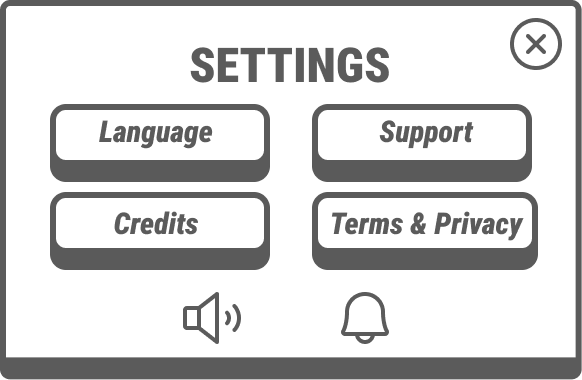 SETTINGS
Language
Support
Credits
Terms & Privacy